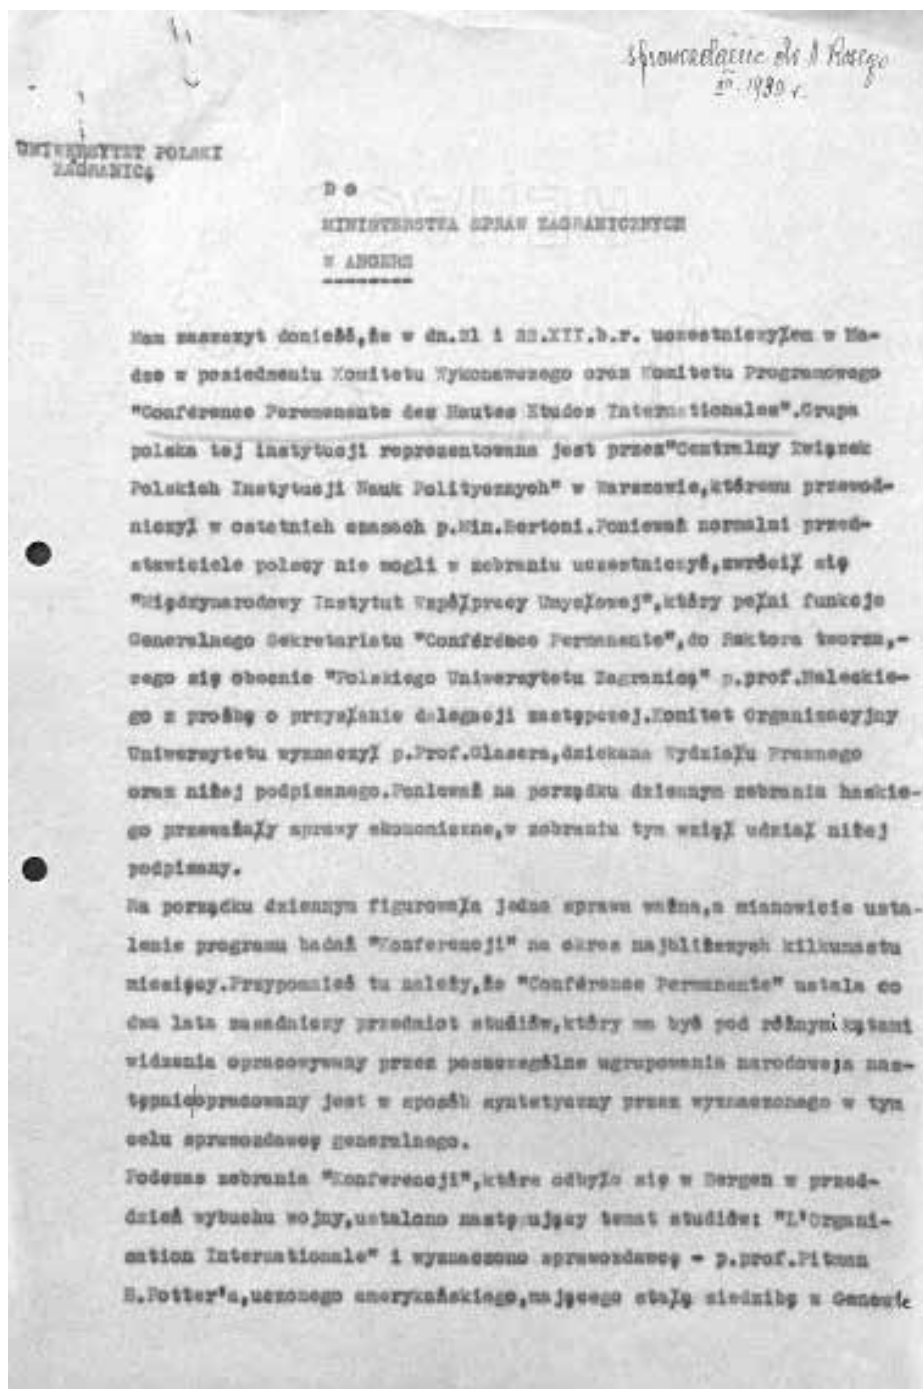 sprawozdanie dr A Rosego
XII. 1939 r.
UNIWERSYTET POLSKI
ZAGRANICĄ
D o
MINISTERSTWA SPRAW ZAGRANICZNYCH
W ANGERS
Mam zaszczyt donieść,że w dn.21 i 22.XII.b.r. uczestniczyłem w Ha-
dze w posiedzeniu Komitetu Wykonawczego oraz Komitetu Programowego
"Conférence Permanente des Hautes Etudes Internationales".Grupa
polska tej instytucji reprezentowana jest przez"Centralny Związek
Polskich Instytucji Nauk Politycznych" w Warszawie,któremu przewod-
niczył w ostatnich czasach p.Min.Bertoni.Ponieważ normalni przed-
stawiciele polscy nie mogli w zebraniu uczestniczyć,zwrócił się
"Międzynarodowy Instytut Współpracy Umysłowej",który pełni funkcje
Generalnego Sekretariatu "Conférence Permanente",do Rektora tworzą,-
cego się obecnie "Polskiego Uniwersytetu Zagranicą" p.prof.Haleckie-
go z prośbą o przysłanie delegacji zastępczej.Komitet Organizacyjny
Uniwersytetu wyznaczył p.Prof.Glasera,dziekana Wydziału Prawnego
oraz niżej podpisanego.Ponieważ na porządku dziennym zebrania haskie-
go przeważały sprawy ekonomiczne,w zebraniu tym wziął udział niżej
podpisany.
Na porządku dziennym figurowała jedna sprawa ważna,a mianowicie usta-
lenie programu badań "Konferencji" na okres najbliższych kilkunastu
miesięcy.Przypomnieć tu należy,że "Conférence Permanente" ustala co
dwa lata zasadniczy przedmiot studiów,który ma być pod różnymi kątami
widzenia opracowywany przez poszczególne ugrupowania narodowe,a nas-
tępnie opracowany jest w sposób syntetyczny przez wyznaczonego w tym
celu sprawozdawcę generalnego.
Podczas zebrania "Konferencji",które odbyło się w Bergen w przed-
dzień wybuchu wojny,ustalono następujący temat studiów: "L'Organi-
sation Internationale" i wyznaczono sprawozdawcę - p.prof.Pitman
B.Potter'a,uczonego amerykańskiego,mającego stałą siedzibę w Genewie